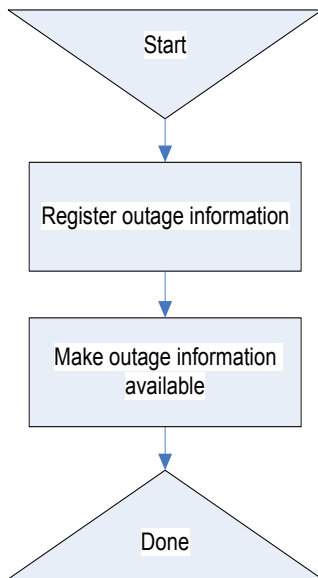 Start
Register outage information
Make outage information
available
Done